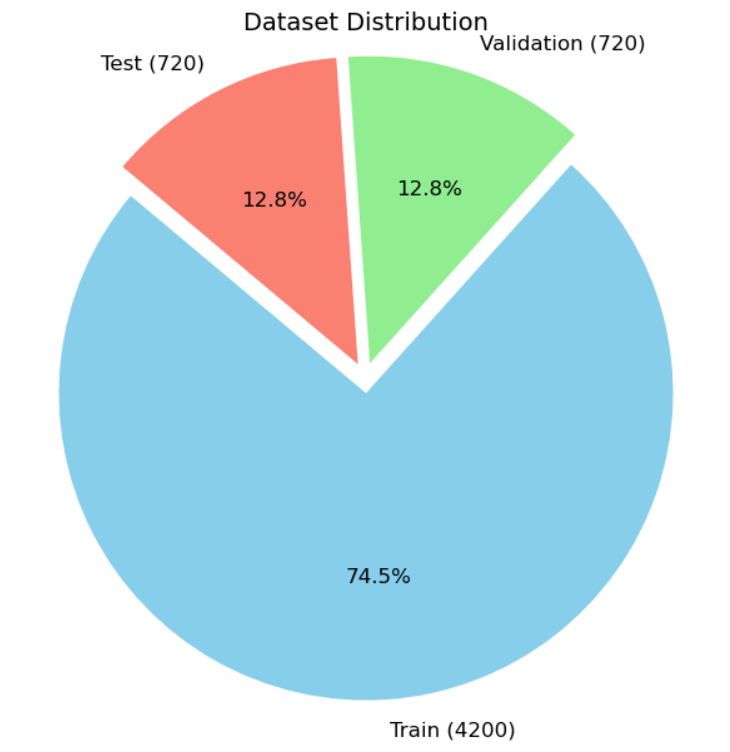 Dataset Distribution
Validation (720)
Test (720)
12.8%
12.8%
74.5%
Train (4200)